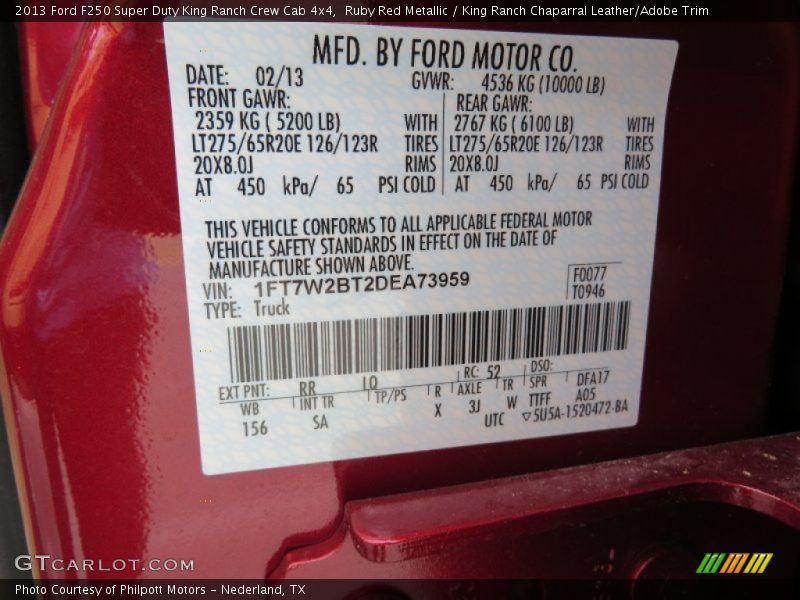 2013 Ford F250 Super Duty King Ranch Crew Cab 4x4,  Ruby Red Metallic / King Ranch Chaparral Leather/Adobe Trim
MFD. BY FORD MOTOR CO.
DATE: 02/13 GVWR: 4536 KG (10000 LB)
FRONT GAWR: REAR GAWR:
2359 KG ( 5200 LB) WITH 2767 KG ( 6100 LB) WITH
LT275/65R20E 126/123R TIRES LT275/65R20E 126/123R TIRES
20X8.0J RIMS 20X8.0J RIMS
AT 450 kPa/ 65 PSI COLD AT 450 kPa/ 65 PSI COLD
THIS VEHICLE CONFORMS TO ALL APPLICABLE FEDERAL MOTOR
VEHICLE SAFETY STANDARDS IN EFFECT ON THE DATE OF
MANUFACTURE SHOWN ABOVE.
VIN: 1FT7W2BT2DEA73959 F0077
TYPE: Truck T0946
EXT PNT: RR LQ RC: 52 DSO:
WB INT TR TP/PS R AXLE TR SPR DFA17
156 SA X 3J W TTFF A05
UTC ▽5U5A-1520472-BA
GTCARLOT.COM
Photo Courtesy of Philpott Motors - Nederland, TX